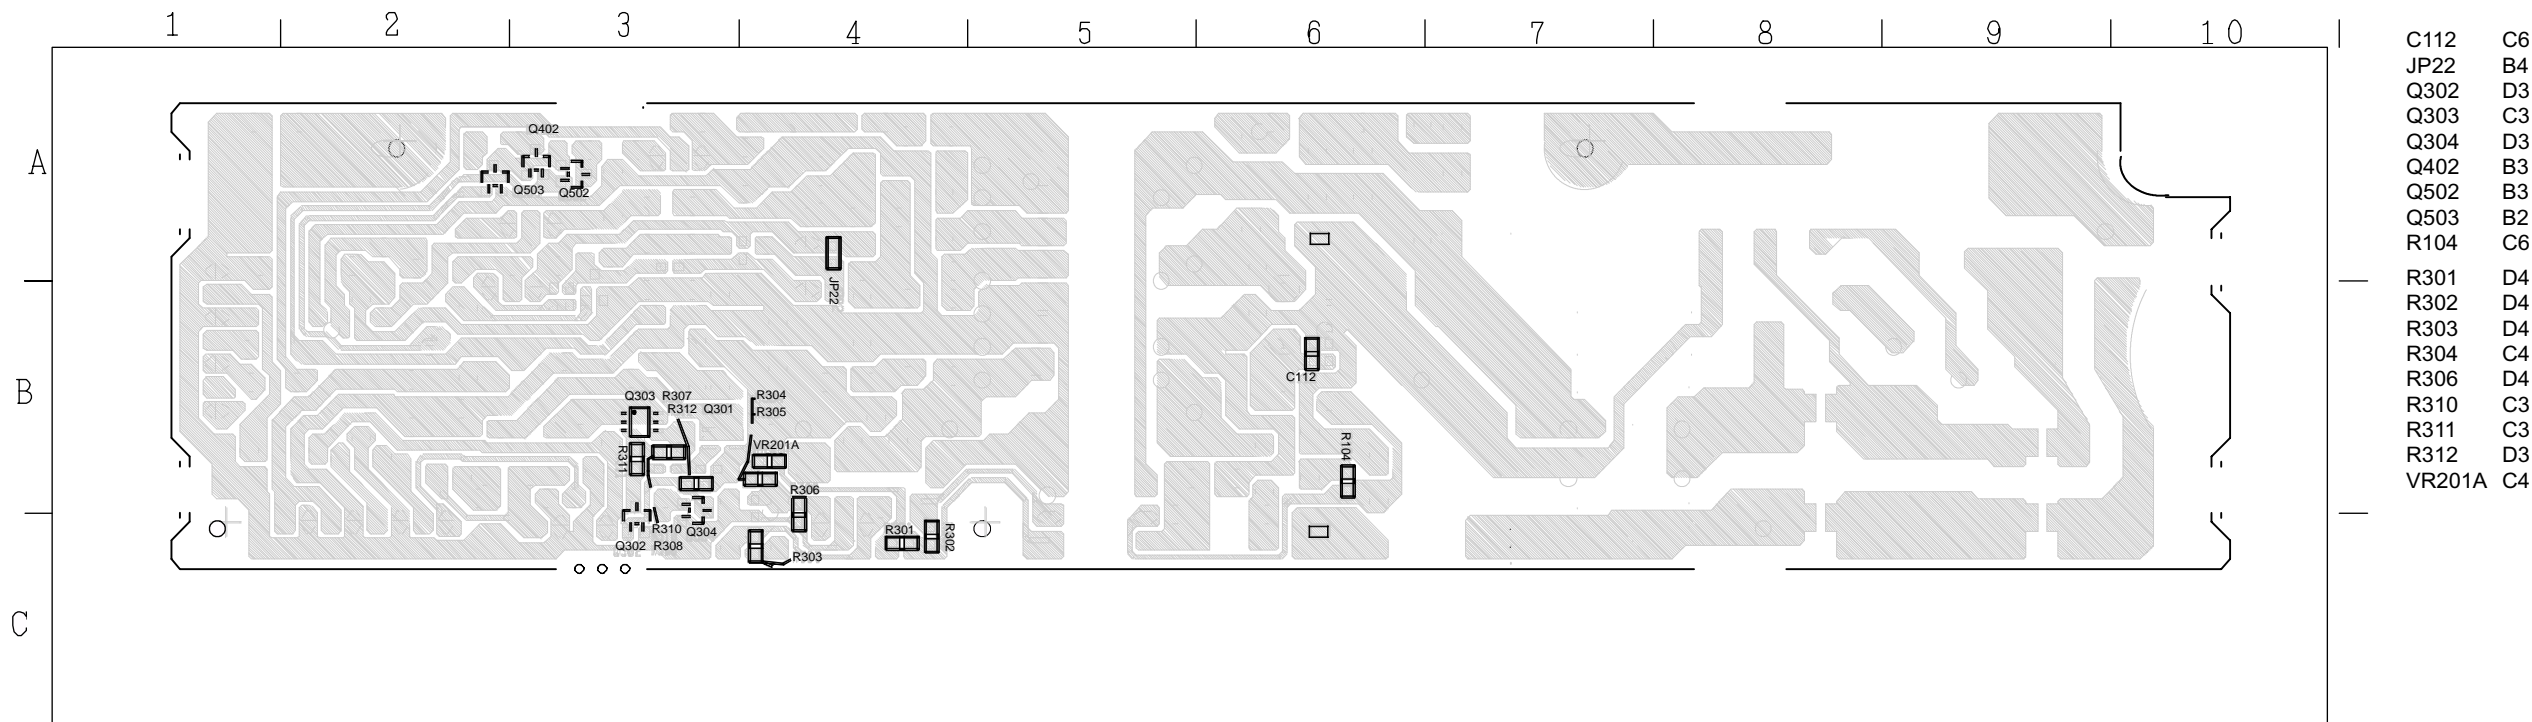 1 2 3 4 5 6 7 8 9 10
A
B
C
Q402
Q503
Q502
JP22
Q303 R307
R312 Q301
R304
R305
VR201A
R311
R306
R310
Q304
Q302 R308
R303
R301
R302
C112
R104
C112 C6
JP22 B4
Q302 D3
Q303 C3
Q304 D3
Q402 B3
Q502 B3
Q503 B2
R104 C6
R301 D4
R302 D4
R303 D4
R304 C4
R306 D4
R310 C3
R311 C3
R312 D3
VR201A C4